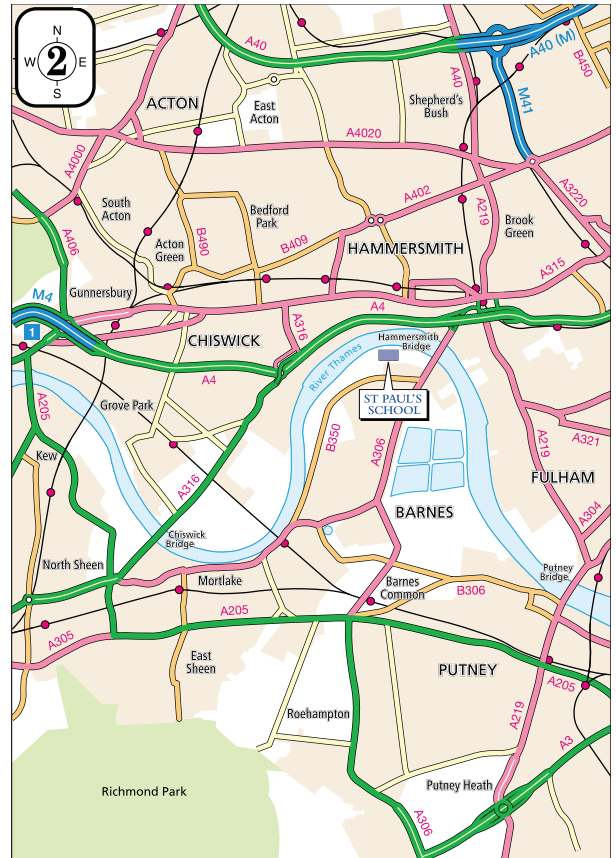 N
W 2 E
S
A40
A40 (M)
B450
A40
M41
ACTON
East
Acton
Shepherd's
Bush
A4000
A4020
A402
A3220
South
Acton
A219
A406
Acton
Green
B490
Bedford
Park
B409
Brook
Green
HAMMERSMITH
A315
M4
Gunnersbury
1
A4
CHISWICK
A316
Hammersmith
Bridge
River Thames
A4
ST PAUL'S
SCHOOL
A205
Grove Park
B350
A306
A219
A321
Kew
A316
FULHAM
BARNES
A304
Chiswick
Bridge
North Sheen
Mortlake
Barnes
Common
B306
Putney
Bridge
A205
A305
East
Sheen
PUTNEY
A205
Roehampton
A219
A3
Richmond Park
Putney Heath
A306